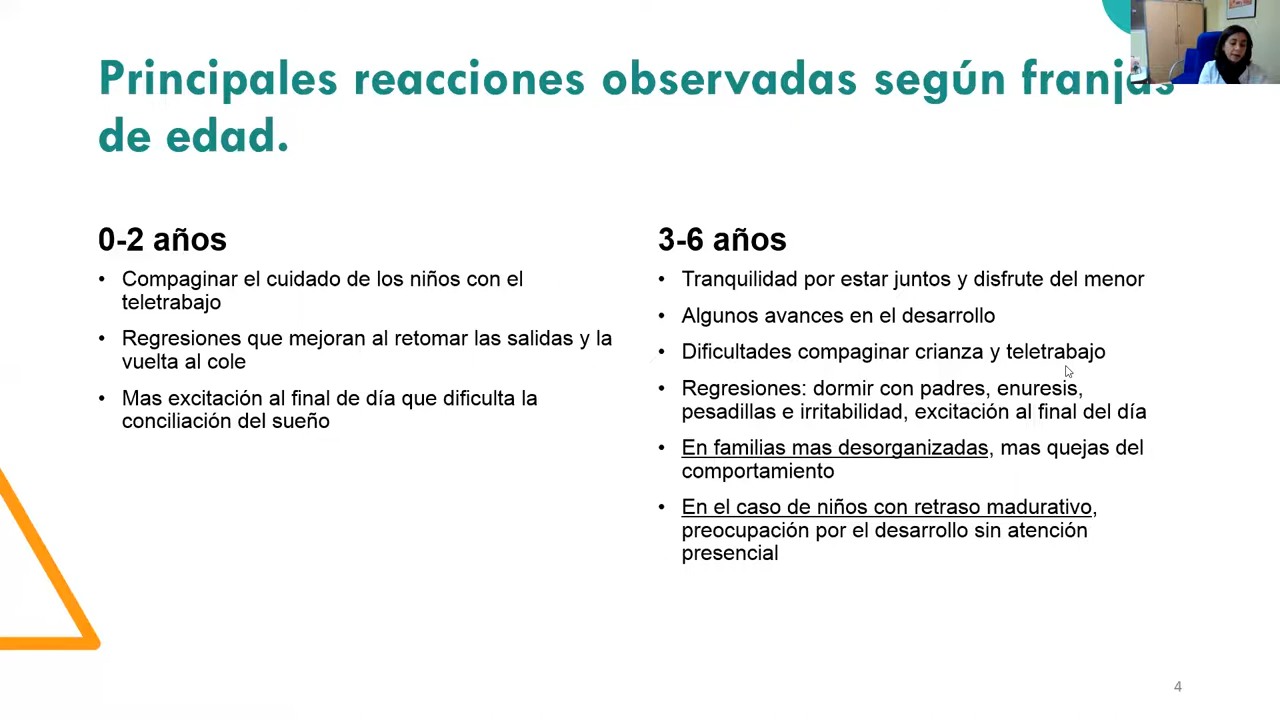 Principales reacciones observadas según franjas
de edad.
0-2 años
• Compaginar el cuidado de los niños con el
teletrabajo
• Regresiones que mejoran al retomar las salidas y la
vuelta al cole
• Mas excitación al final de día que dificulta la
conciliación del sueño
3-6 años
• Tranquilidad por estar juntos y disfrute del menor
• Algunos avances en el desarrollo
• Dificultades compaginar crianza y teletrabajo
• Regresiones: dormir con padres, enuresis,
pesadillas e irritabilidad, excitación al final del día
• En familias mas desorganizadas, mas quejas del
comportamiento
• En el caso de niños con retraso madurativo,
preocupación por el desarrollo sin atención
presencial
4